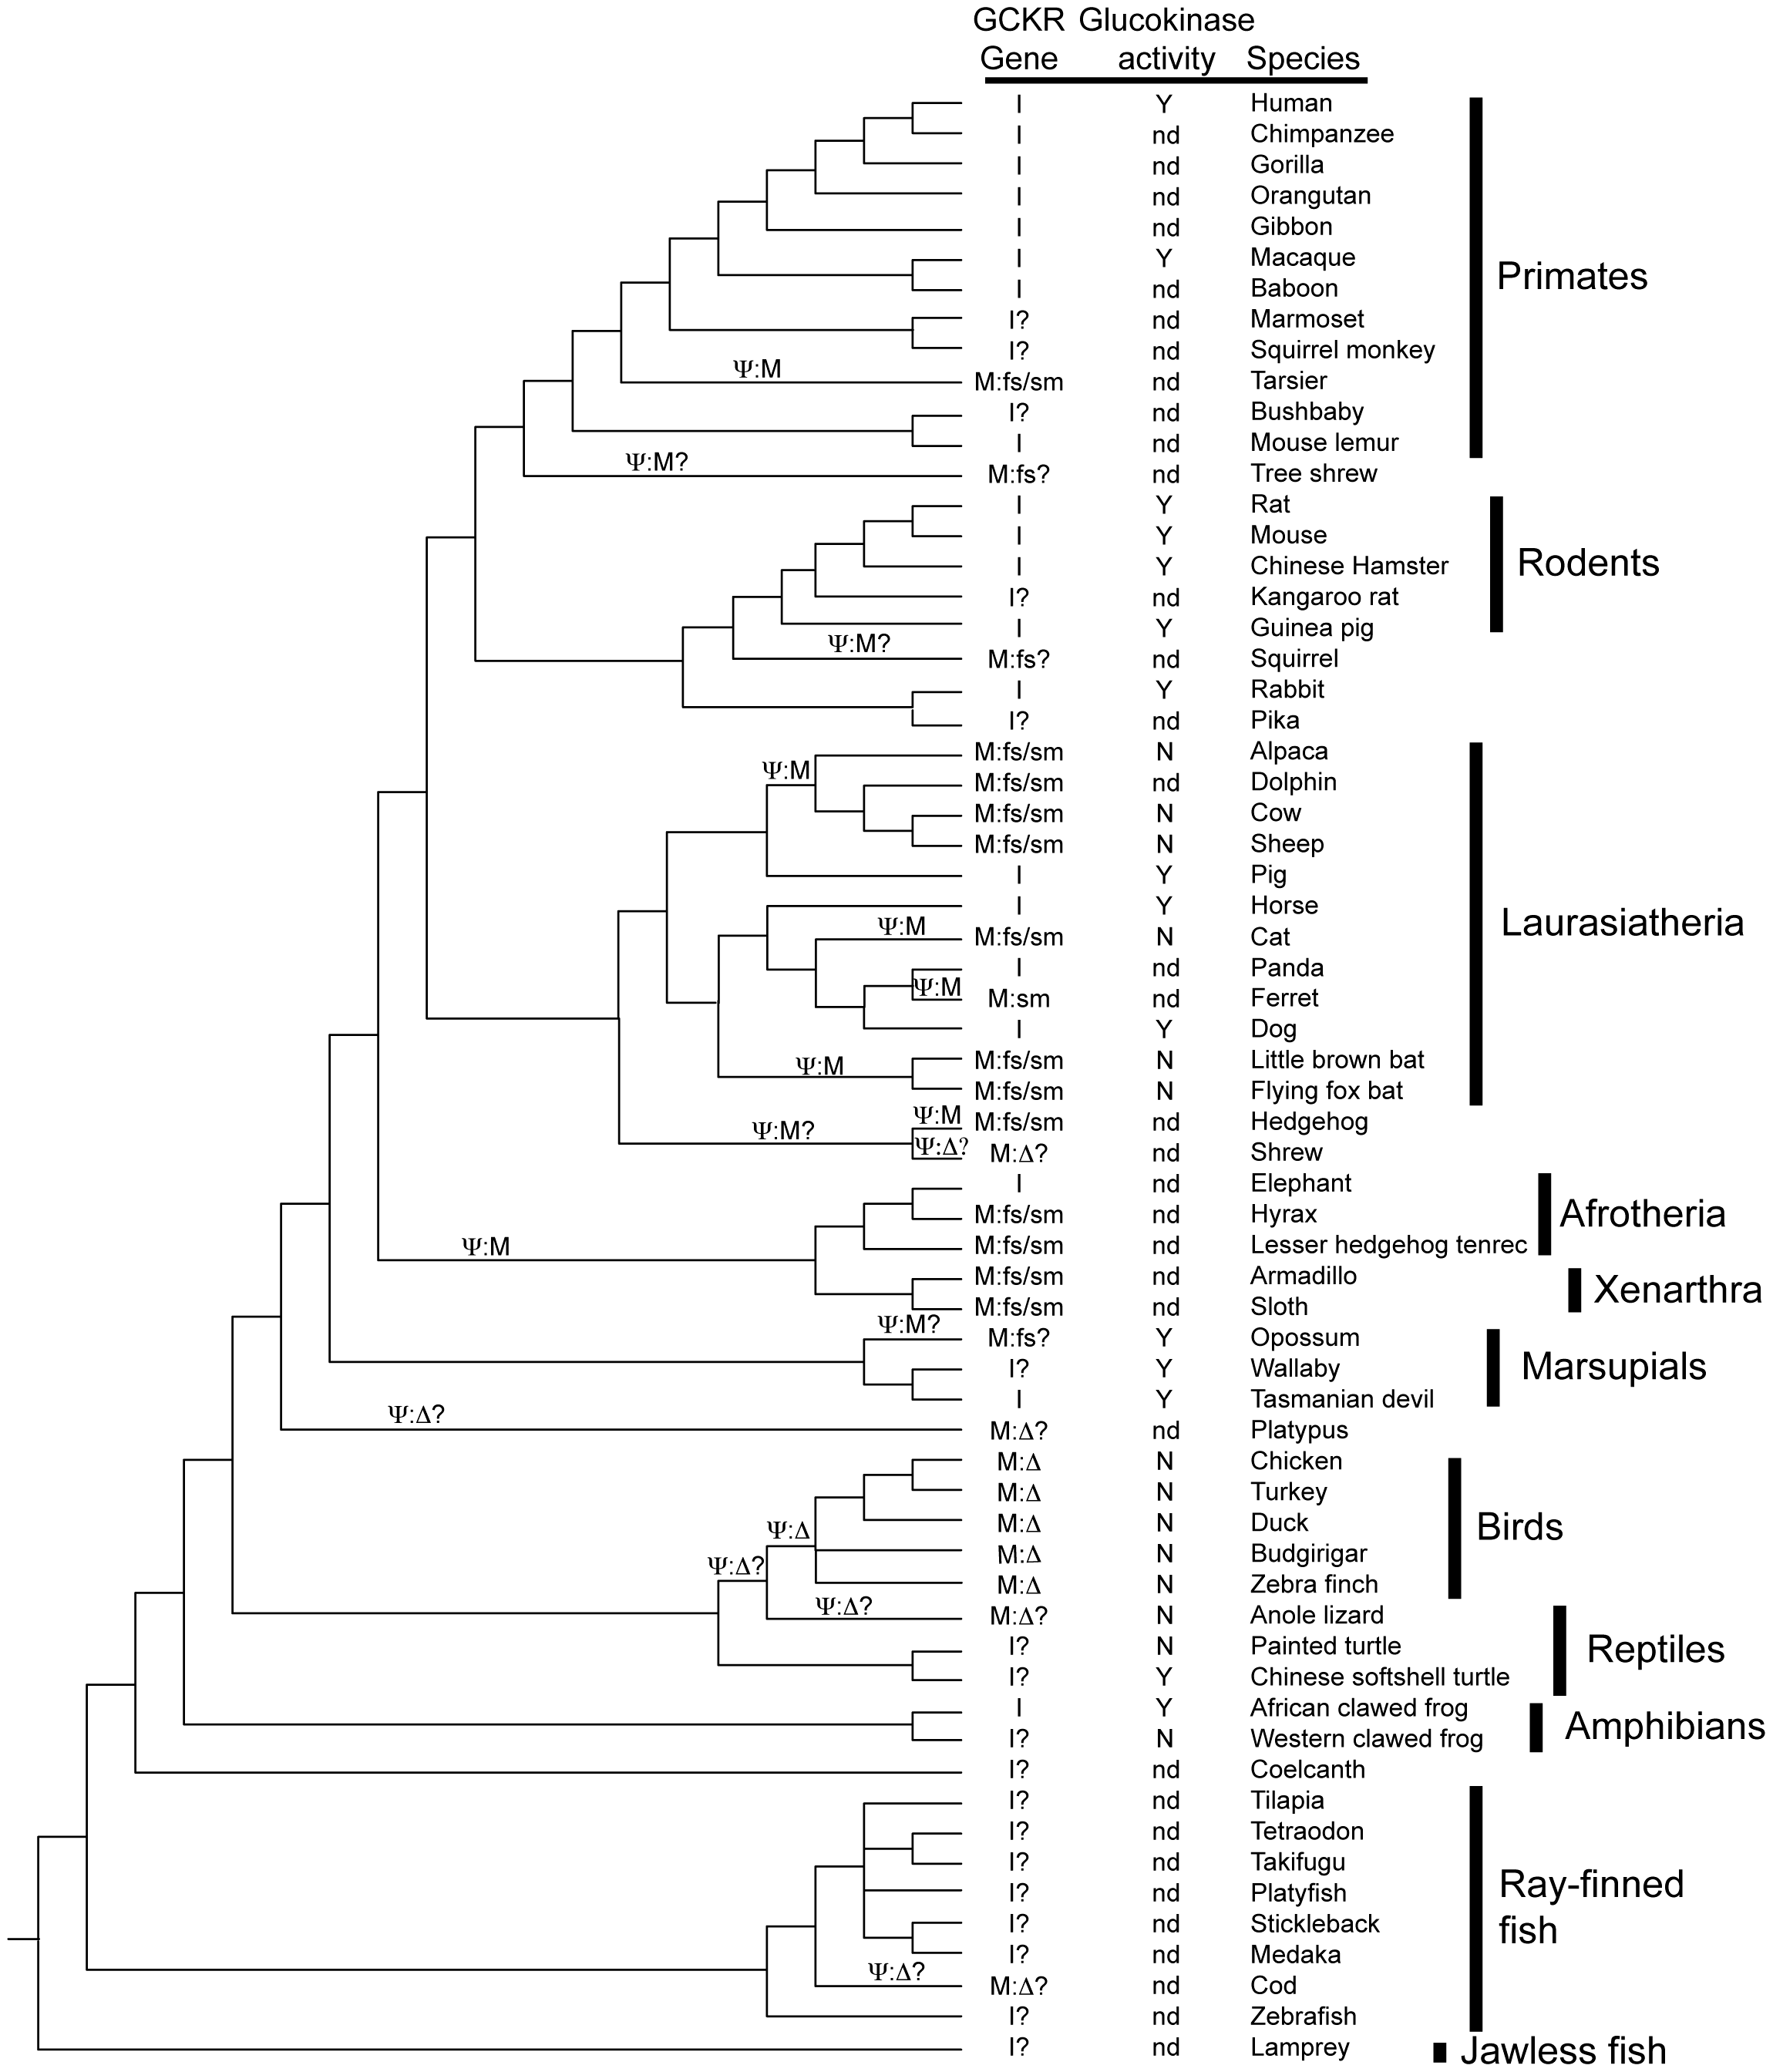 GCKR Glucokinase
Gene activity Species
I Y Human
I nd Chimpanzee
I nd Gorilla
I nd Orangutan
I nd Gibbon
I Y Macaque
Primates
I nd Baboon
I? nd Marmoset
I? nd Squirrel monkey
Ψ:M
M:fs/sm nd Tarsier
I? nd Bushbaby
I nd Mouse lemur
Ψ:M?
M:fs? nd Tree shrew
I Y Rat
I Y Mouse
I Y Chinese Hamster
Rodents
I? nd Kangaroo rat
I Y Guinea pig
Ψ:M?
M:fs? nd Squirrel
I Y Rabbit
I? nd Pika
M:fs/sm N Alpaca
Ψ:M
M:fs/sm nd Dolphin
M:fs/sm N Cow
M:fs/sm N Sheep
I Y Pig
I Y Horse
Laurasiatheria
Ψ:M
M:fs/sm N Cat
I nd Panda
Ψ:M
M:sm nd Ferret
I Y Dog
Ψ:M
M:fs/sm N Little brown bat
M:fs/sm N Flying fox bat
Ψ:M
M:fs/sm nd Hedgehog
Ψ:M?
Ψ:Δ?
M:Δ? nd Shrew
I nd Elephant
M:fs/sm nd Hyrax
Afrotheria
Ψ:M
M:fs/sm nd Lesser hedgehog tenrec
M:fs/sm nd Armadillo
Xenarthra
M:fs/sm nd Sloth
Ψ:M?
M:fs? Y Opossum
I? Y Wallaby
Marsupials
I Y Tasmanian devil
Ψ:Δ?
M:Δ? nd Platypus
M:Δ N Chicken
M:Δ N Turkey
M:Δ N Duck
Birds
Ψ:Δ
M:Δ N Budgirigar
Ψ:Δ?
M:Δ N Zebra finch
Ψ:Δ?
M:Δ? N Anole lizard
I? N Painted turtle
Reptiles
I? Y Chinese softshell turtle
I Y African clawed frog
Amphibians
I? N Western clawed frog
I? nd Coelcanth
I? nd Tilapia
I? nd Tetraodon
I? nd Takifugu
I? nd Platyfish
Ray-finned
fish
I? nd Stickleback
I? nd Medaka
Ψ:Δ?
M:Δ? nd Cod
I? nd Zebrafish
I? nd Lamprey
Jawless fish